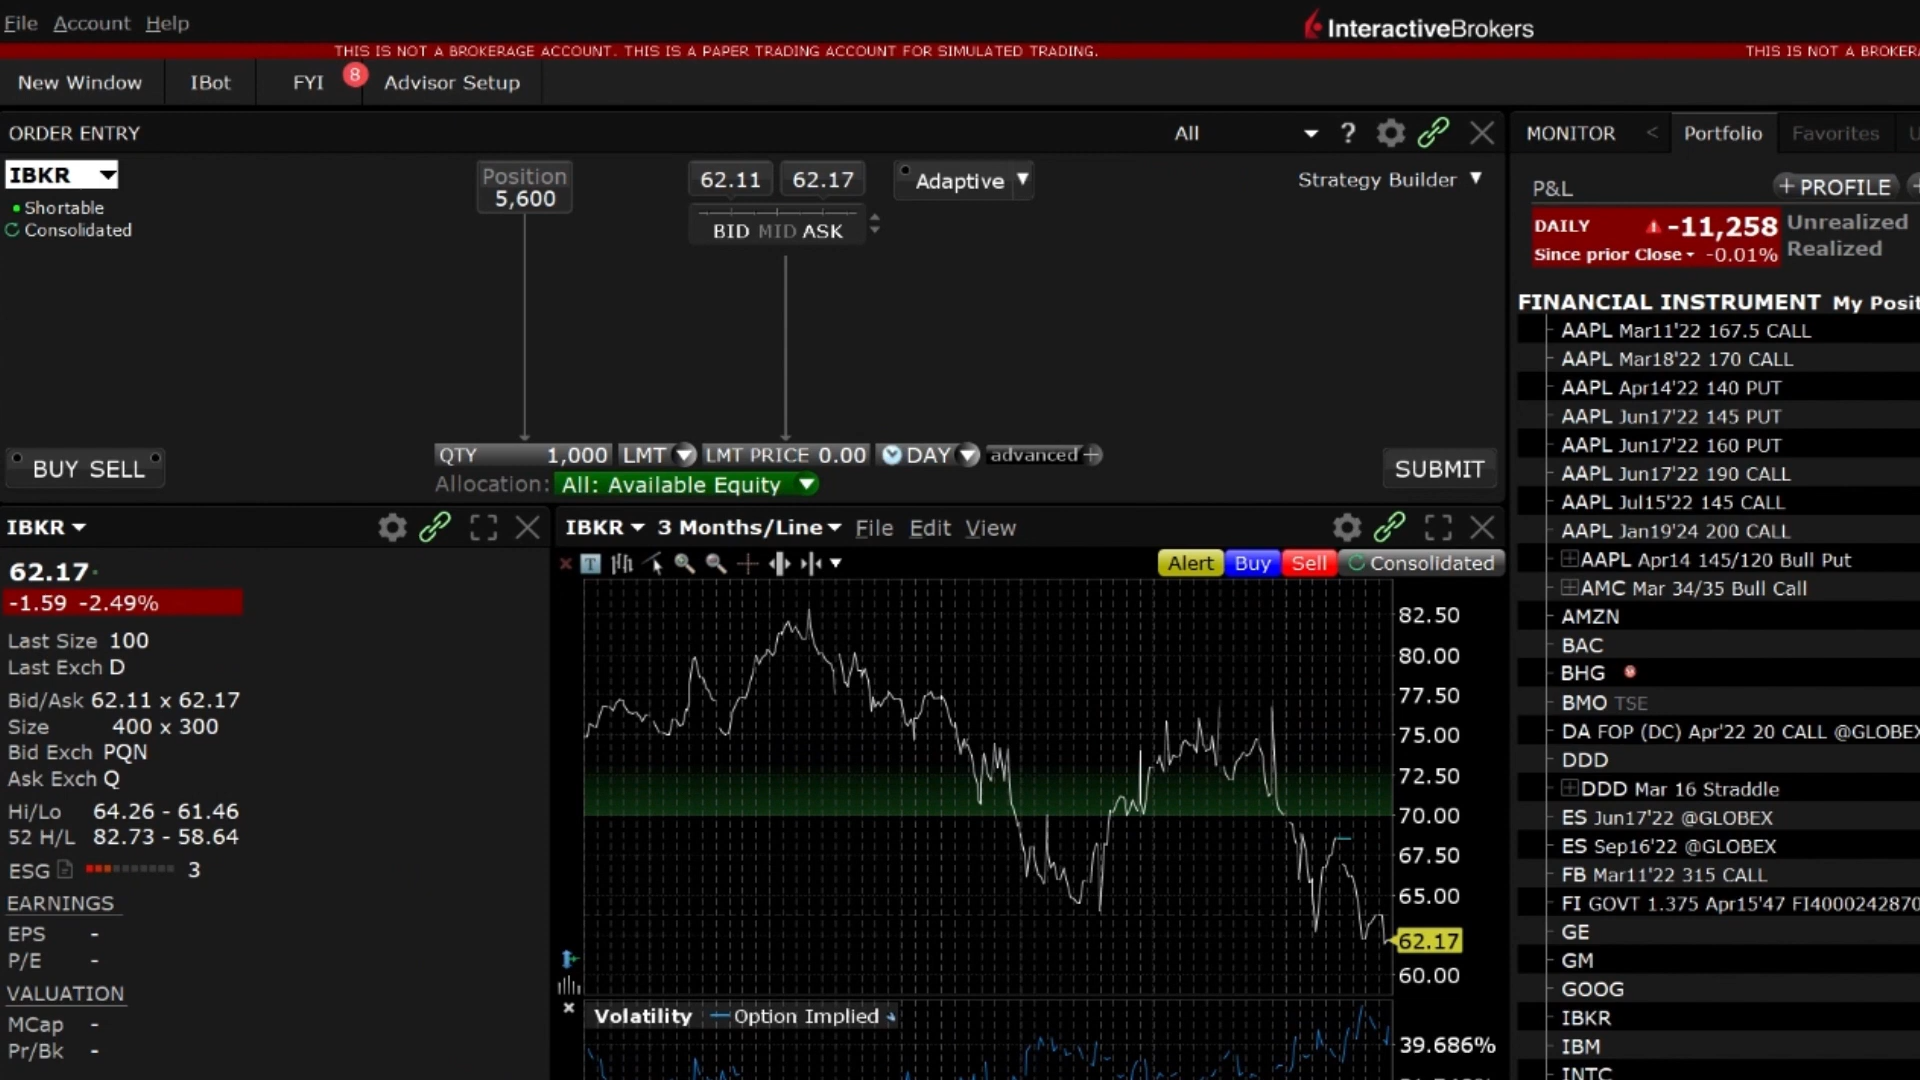 File Account Help
InteractiveBrokers
THIS IS NOT A BROKERAGE ACCOUNT. THIS IS A PAPER TRADING ACCOUNT FOR SIMULATED TRADING.
THIS IS NOT A BROKERA
New Window IBot FYI 8 Advisor Setup
ORDER ENTRY
All ?
IBKR
Shortable
Consolidated
Position
5,600
62.11 62.17
BID MID ASK
Adaptive
Strategy Builder
BUY SELL
QTY 1,000 LMT LMT PRICE 0.00 DAY advanced +
Allocation: All: Available Equity
SUBMIT
IBKR
62.17
-1.59 -2.49%
Last Size 100
Last Exch D
Bid/Ask 62.11 x 62.17
Size 400 x 300
Bid Exch PQN
Ask Exch Q
Hi/Lo 64.26 - 61.46
52 H/L 82.73 - 58.64
ESG 3
EARNINGS
EPS -
P/E -
VALUATION
MCap -
Pr/Bk -
IBKR 3 Months/Line File Edit View
T
Alert Buy Sell Consolidated
82.50
80.00
77.50
75.00
72.50
70.00
67.50
65.00
62.17
60.00
Volatility Option Implied
39.686%
MONITOR < Portfolio Favorites
P&L + PROFILE +
DAILY -11,258
Since prior Close -0.01%
Unrealized
Realized
FINANCIAL INSTRUMENT My Posit
AAPL Mar11'22 167.5 CALL
AAPL Mar18'22 170 CALL
AAPL Apr14'22 140 PUT
AAPL Jun17'22 145 PUT
AAPL Jun17'22 160 PUT
AAPL Jun17'22 190 CALL
AAPL Jul15'22 145 CALL
AAPL Jan19'24 200 CALL
AAPL Apr14 145/120 Bull Put
AMC Mar 34/35 Bull Call
AMZN
BAC
BHG
BMO TSE
DA FOP (DC) Apr'22 20 CALL @GLOBEX
DDD
DDD Mar 16 Straddle
ES Jun17'22 @GLOBEX
ES Sep16'22 @GLOBEX
FB Mar11'22 315 CALL
FI GOVT 1.375 Apr15'47 FI4000242870
GE
GM
GOOG
IBKR
IBM
INTC